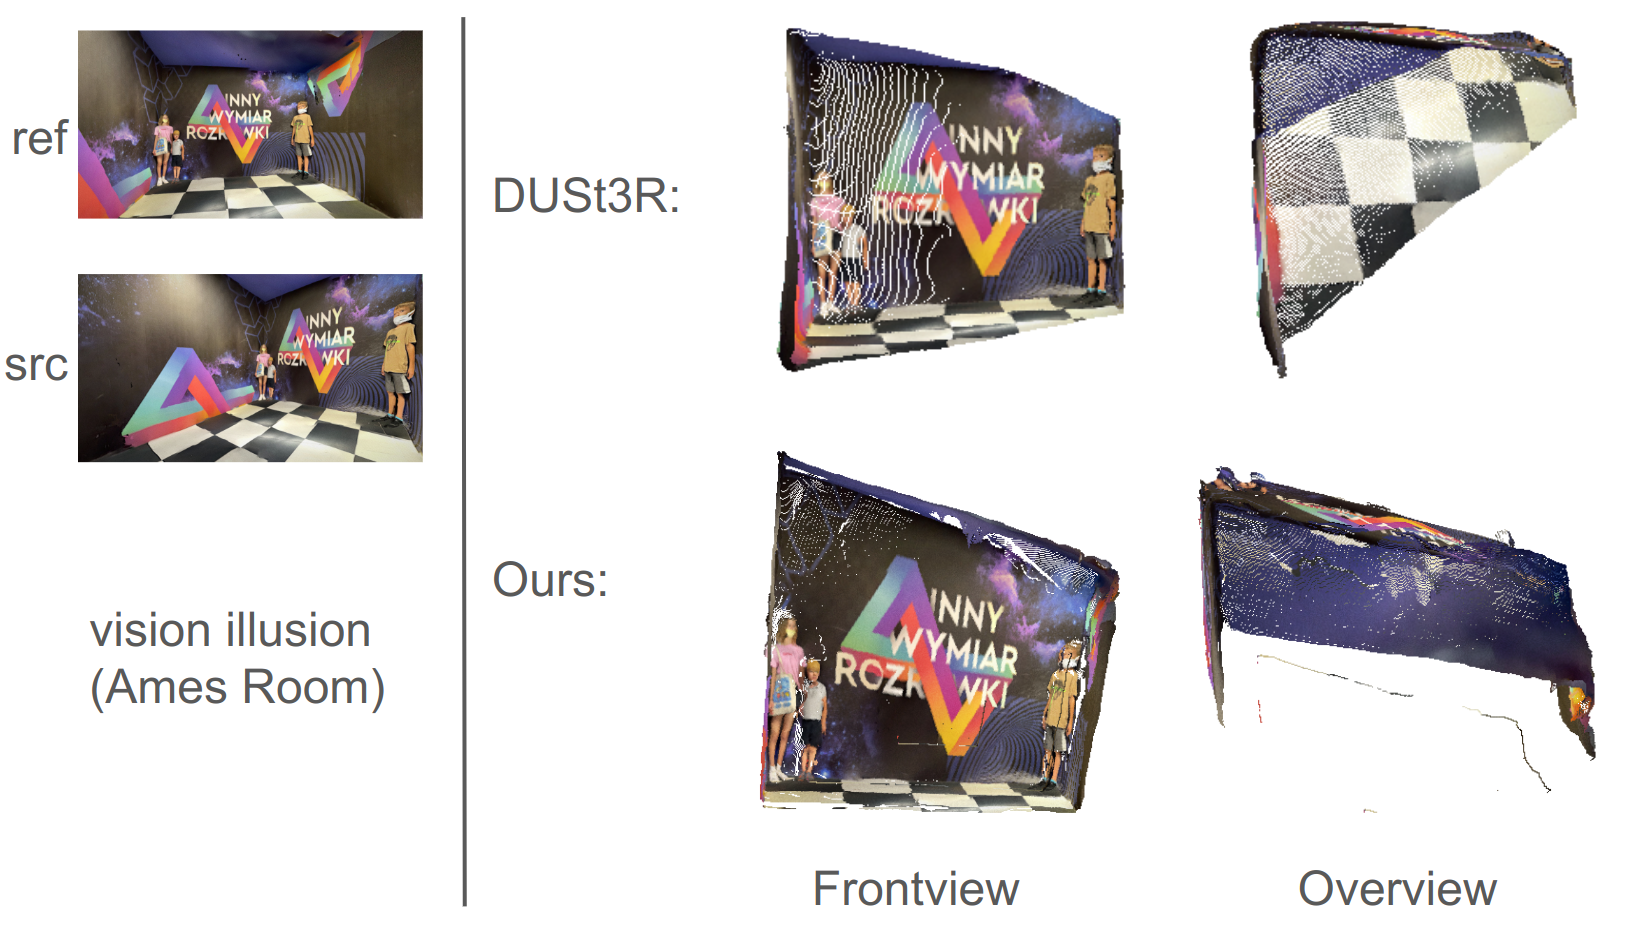 ref
INNY
WYMIAR
ROZR WKI
src
INNY
WYMIAR
ROZR WKI
vision illusion
(Ames Room)
DUSt3R:
INNY
WYMIAR
ROZR WKI
Ours:
INNY
WYMIAR
ROZR WKI
Frontview
Overview